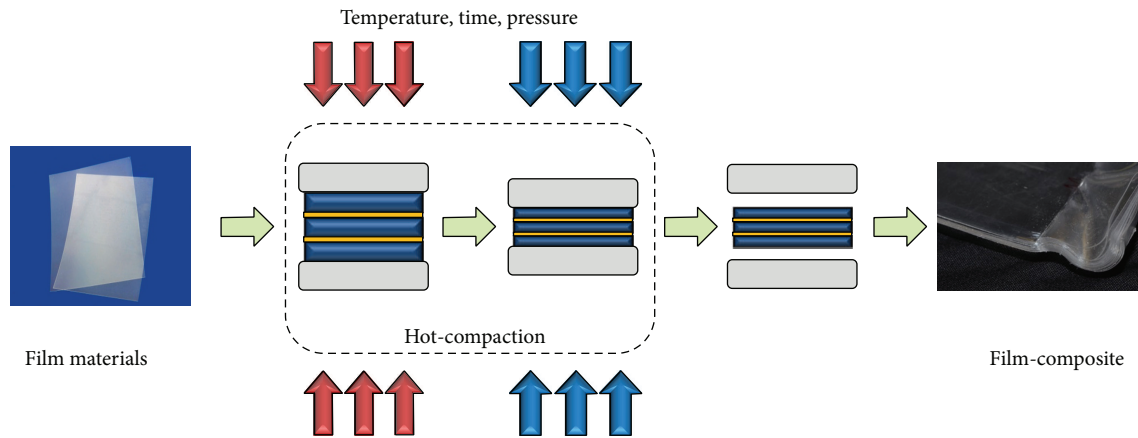 Temperature, time, pressure
Hot-compaction
Film materials
Film-composite